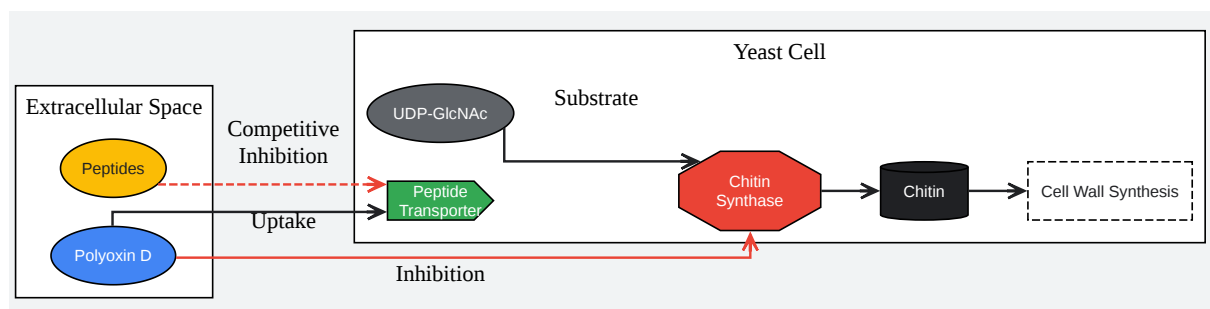 Yeast Cell
Extracellular Space
UDP-GlcNAc
Substrate
Competitive
Inhibition
Peptides
Peptide
Transporter
Chitin
Synthase
Chitin
Cell Wall Synthesis
Uptake
Polyoxin D
Inhibition